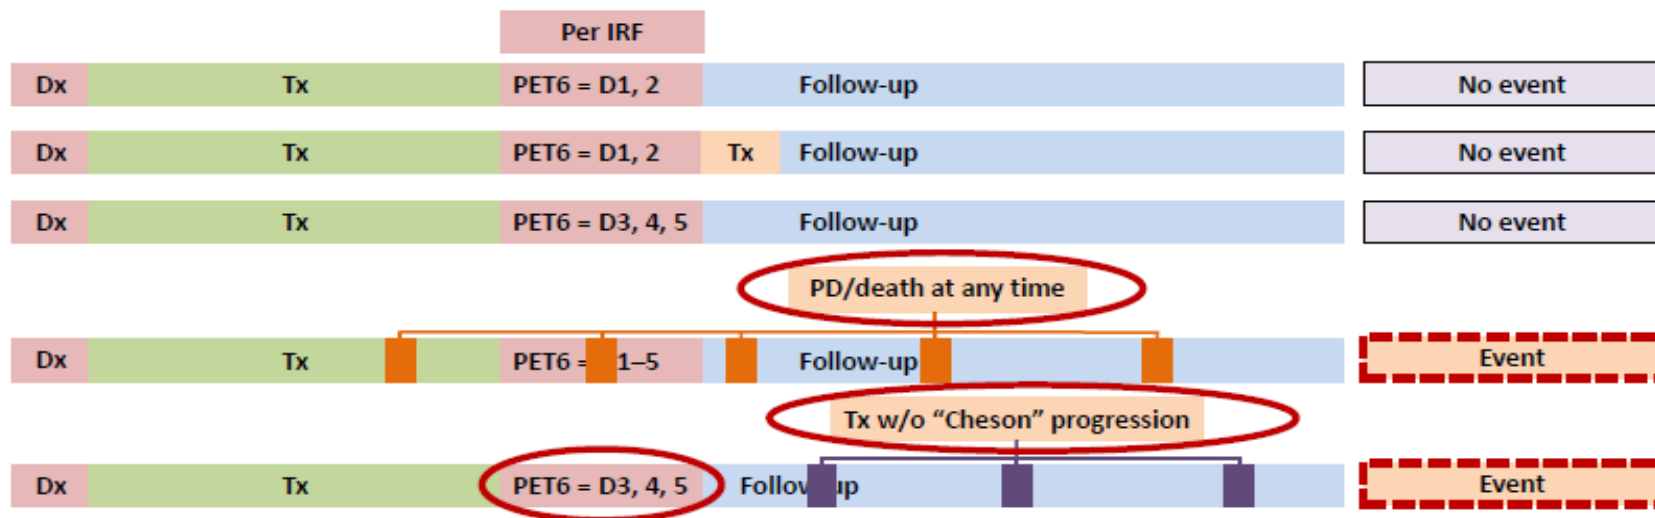 Per IRF
Dx Tx PET6 = D1, 2 Follow-up No event
Dx Tx PET6 = D1, 2 Tx Follow-up No event
Dx Tx PET6 = D3, 4, 5 Follow-up No event
PD/death at any time
Dx Tx PET6 = 1–5 Follow-up Event
Tx w/o “Cheson” progression
Dx Tx PET6 = D3, 4, 5 Follow up Event